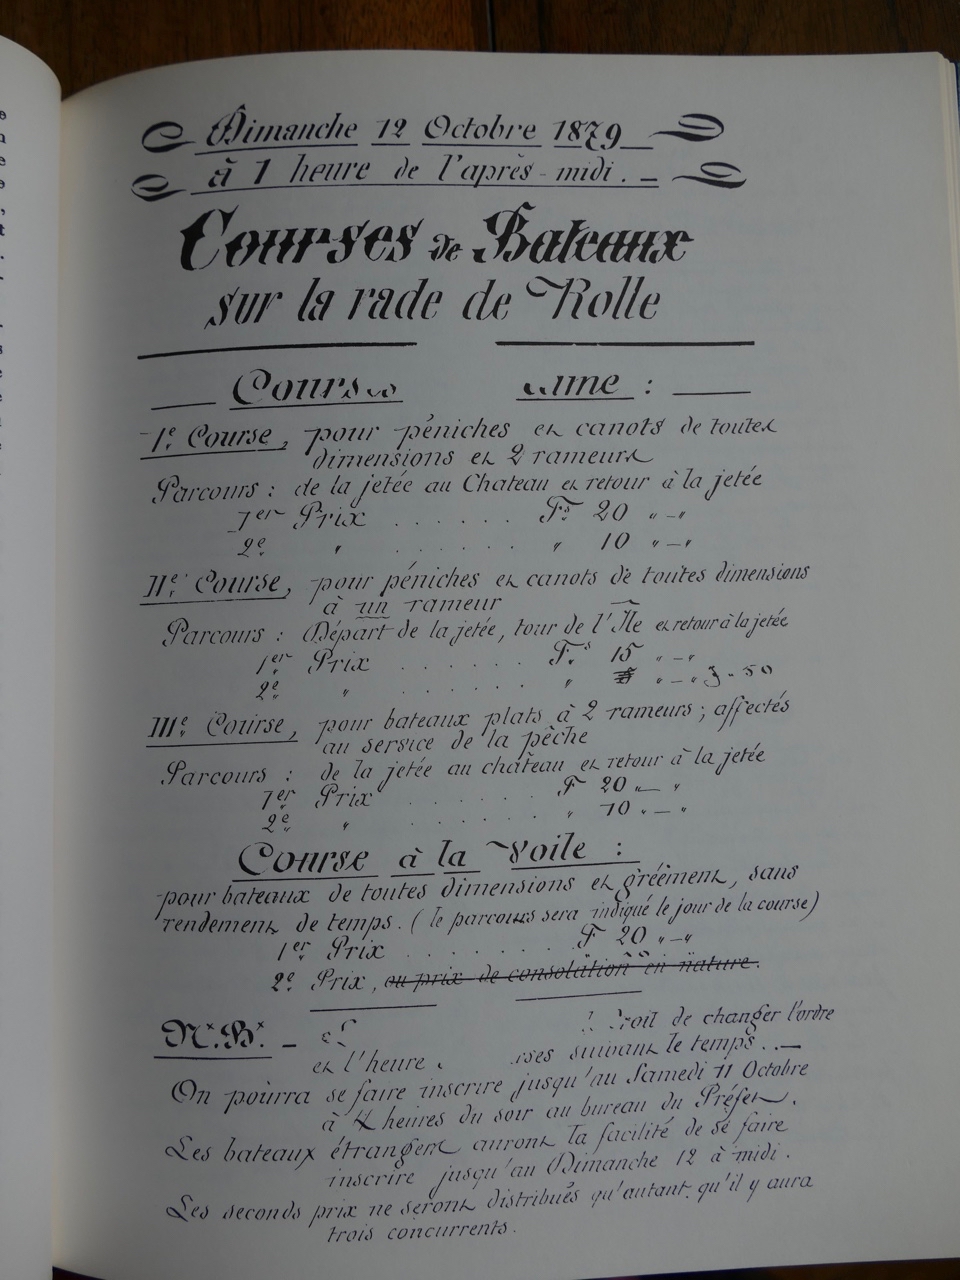 Dimanche 12 Octobre 1879
à 1 heure de l'après-midi. —
Courses de Bateaux
sur la rade de Rolle
Courses
:
1e. Course, pour péniches et canots de toutes
dimensions et 2 rameurs
Parcours : de la jetée au Chateau et retour à la jetée
1er Prix . . . . . . Fs 20 " — "
2e. " . . . . . . " 10 " — "
IIe. Course, pour péniches et canots de toutes dimensions
à un rameur
Parcours : Départ de la jetée, tour de l'Île et retour à la jetée
1er Prix . . . . . . Fs 15 " — "
2e. " . . . . . . " " — " 7.50
IIIe. Course, pour bateaux plats à 2 rameurs ; affectés
au service de la pêche
Parcours : de la jetée au château et retour à la jetée
1er Prix . . . . . . F 20 " — "
2e. " . . . . . . " 10 " — "
Course à la Voile :
pour bateaux de toutes dimensions et gréement, sans
rendement de temps. (le parcours sera indiqué le jour de la course)
1er Prix . . . . . . F 20 " — "
2e. Prix, ou prix de consolation en nature.
N.B. — droit de changer l'ordre
et l'heure suivant le temps. . —
On pourra se faire inscrire jusqu'au Samedi 11 Octobre
à 4 heures du soir au bureau du Préfet.
Les bateaux étrangers auront la facilité de se faire
inscrire jusqu'au Dimanche 12 à midi.
Les seconds prix ne seront distribués qu'autant qu'il y aura
trois concurrents.